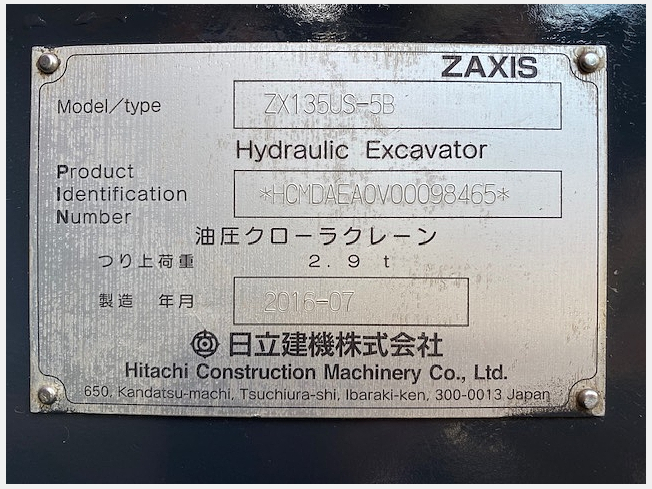 ZAXIS
Model/type ZX135US-5B
Hydraulic Excavator
Product
Identification *HCMDAEA0V00098465*
Number
油圧クローラクレーン
つり上荷重 2.9 t
製造 年月 2016-07
日立建機株式会社
Hitachi Construction Machinery Co., Ltd.
650, Kandatsu-machi, Tsuchiura-shi, Ibaraki-ken, 300-0013 Japan